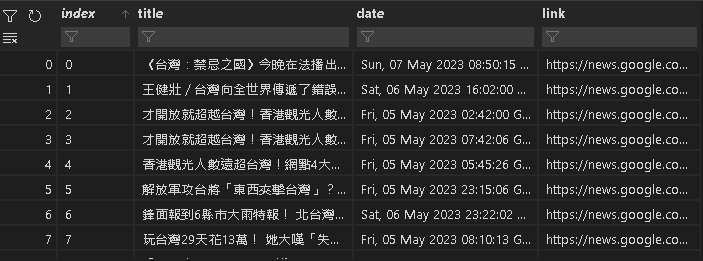 index title date link
0 0 《台灣：禁忌之國》今晚在法播出... Sun, 07 May 2023 08:50:15 ... https://news.google.co...
1 1 王健壯／台灣向全世界傳遞了錯誤... Sat, 06 May 2023 16:02:00 ... https://news.google.co...
2 2 才開放就超越台灣！香港觀光人數... Fri, 05 May 2023 02:42:00 G... https://news.google.co...
3 3 才開放就超越台灣！香港觀光人數... Fri, 05 May 2023 07:42:06 G... https://news.google.co...
4 4 香港觀光人數遠超台灣！網點4大... Fri, 05 May 2023 05:45:26 G... https://news.google.co...
5 5 解放軍攻台將「東西夾擊台灣」？... Fri, 05 May 2023 23:15:06 G... https://news.google.co...
6 6 鋒面報到6縣市大雨特報！ 北台灣... Sat, 06 May 2023 23:22:02 ... https://news.google.co...
7 7 玩台灣29天花13萬！ 她大嘆「失... Fri, 05 May 2023 08:10:13 G... https://news.google.co...